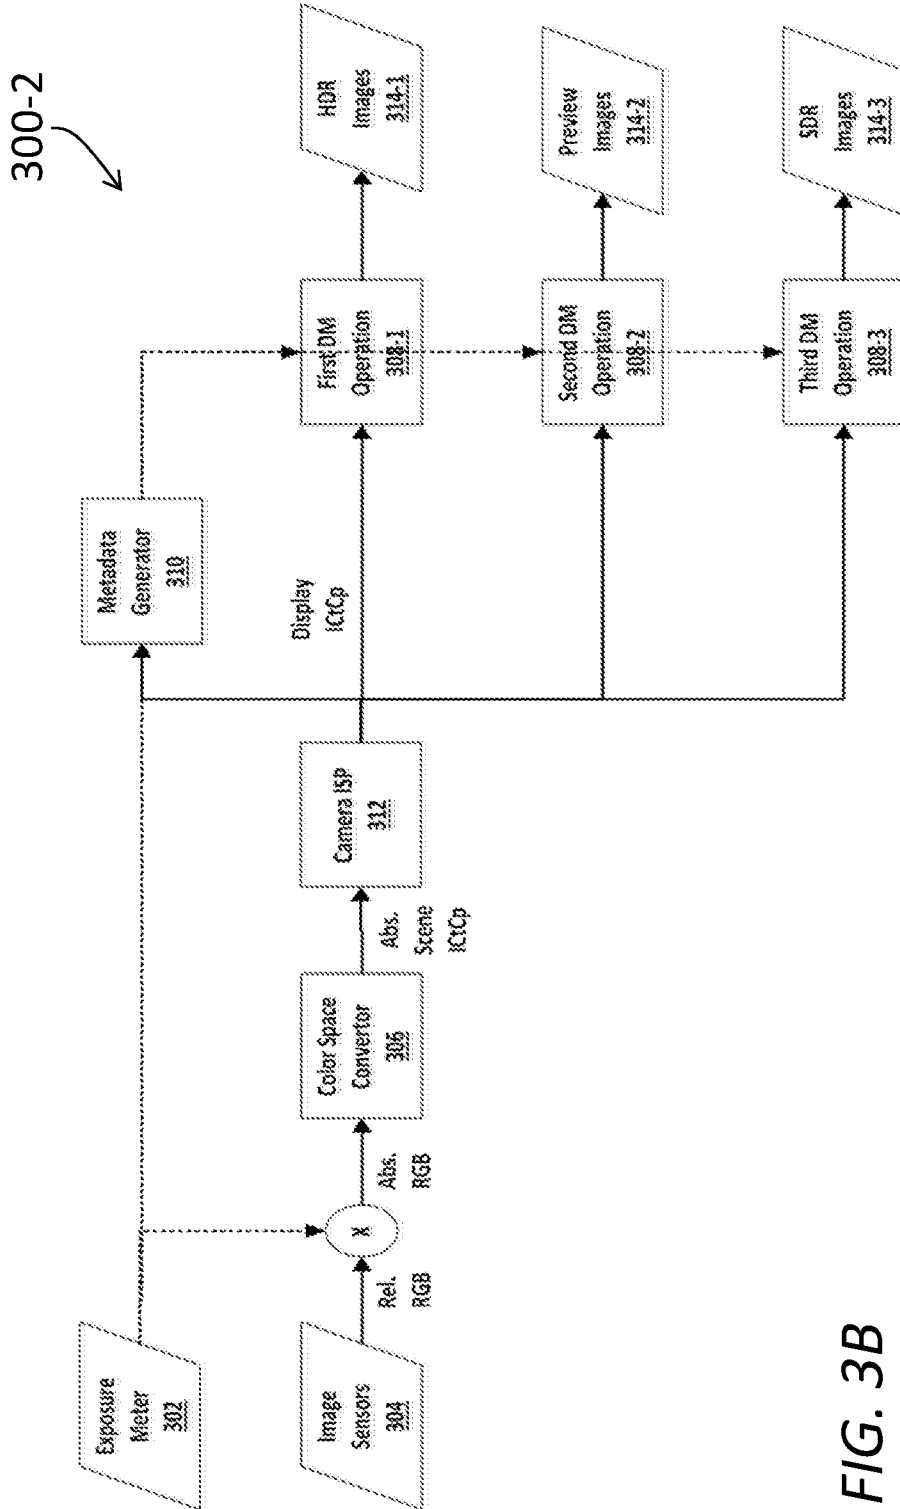 300-2
Exposure
Meter
302
Metadata
Generator
310
Image
Sensors
304
Rel.
RGB
X
Abs.
RGB
Color Space
Convertor
306
Abs.
Scene
ICtCp
Camera ISP
312
Display
ICtCp
First DM
Operation
308-1
HDR
Images
314-1
Second DM
Operation
308-2
Preview
Images
314-2
Third DM
Operation
308-3
SDR
Images
314-3
FIG. 3B